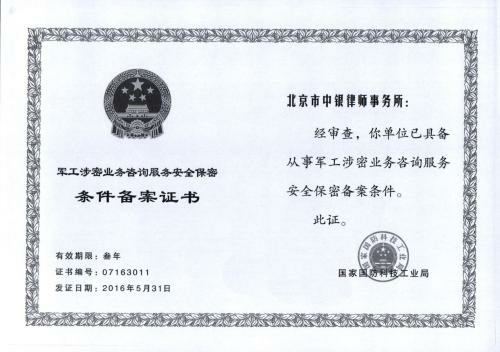 军工涉密业务咨询服务安全保密
条件备案证书
有效期限：叁年
证书编号：07163011
发证日期：2016年5月31日
北京市中银律师事务所：
经审查，你单位已具备
从事军工涉密业务咨询服务
安全保密备案条件。
此证。
国家国防科技工业局
国家国防科技工业局